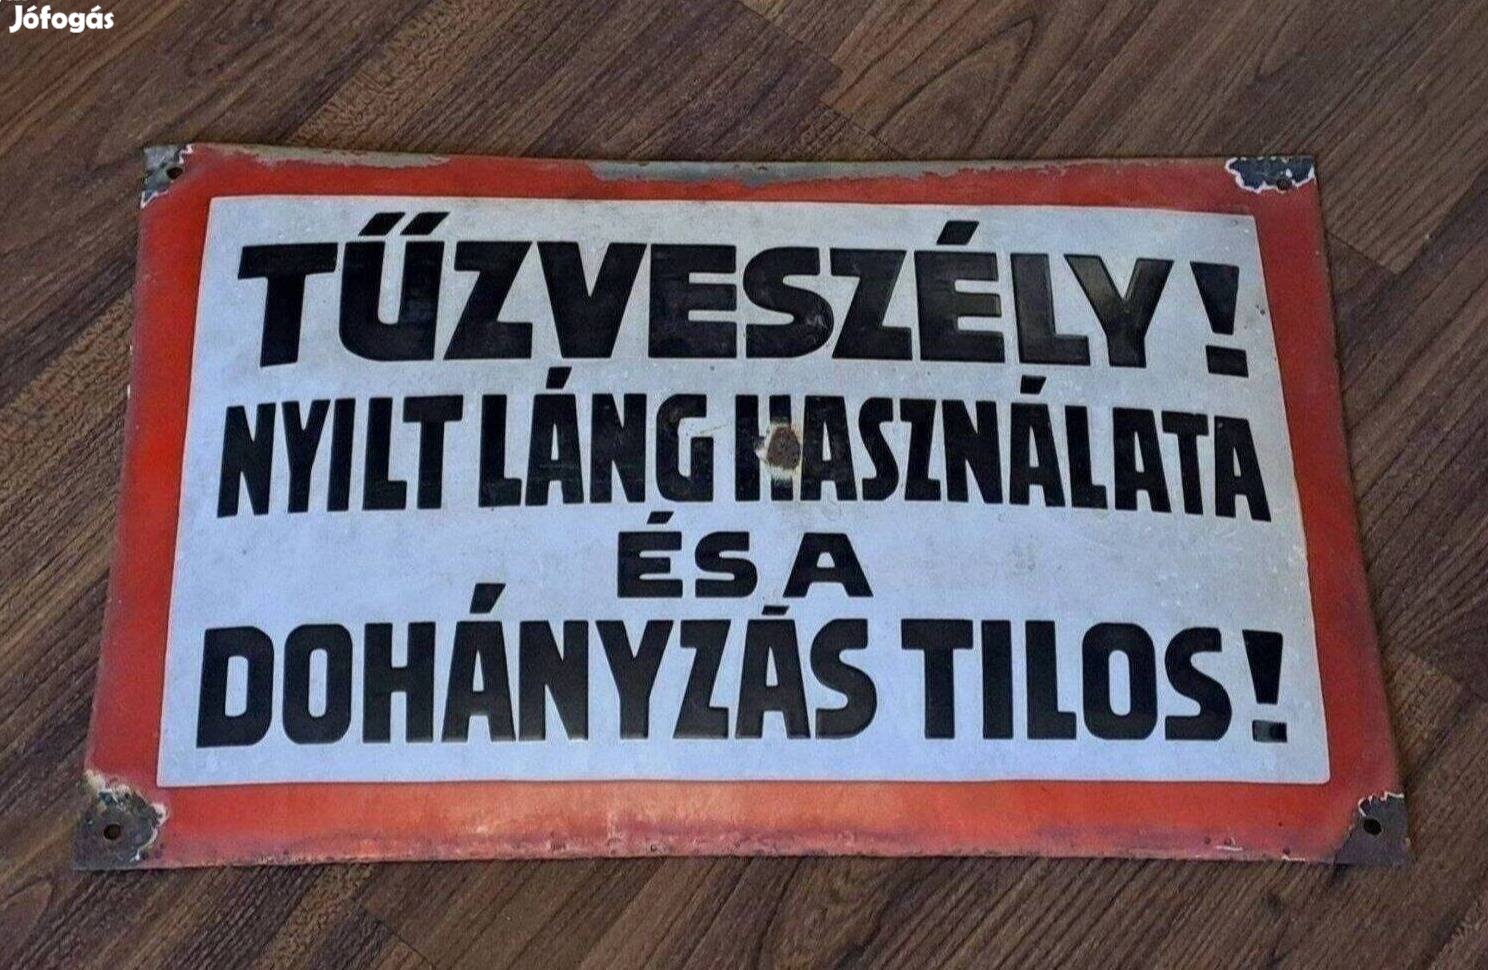 Jófogás
TŰZVESZÉLY!
NYILT LÁNG HASZNÁLATA
ÉS A
DOHÁNYZÁS TILOS!